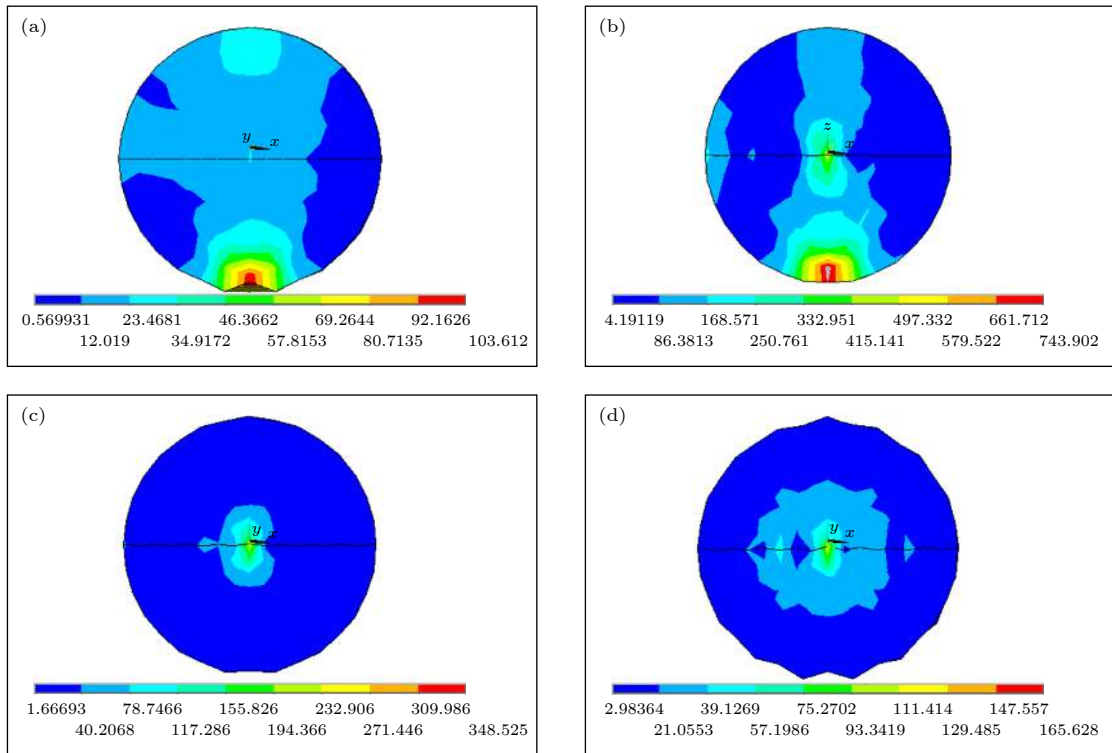 (a)
y
x
0.569931 23.4681 46.3662 69.2644 92.1626
12.019 34.9172 57.8153 80.7135 103.612
(b)
z
x
4.19119 168.571 332.951 497.332 661.712
86.3813 250.761 415.141 579.522 743.902
(c)
y x
1.66693 78.7466 155.826 232.906 309.986
40.2068 117.286 194.366 271.446 348.525
(d)
y x
2.98364 39.1269 75.2702 111.414 147.557
21.0553 57.1986 93.3419 129.485 165.628